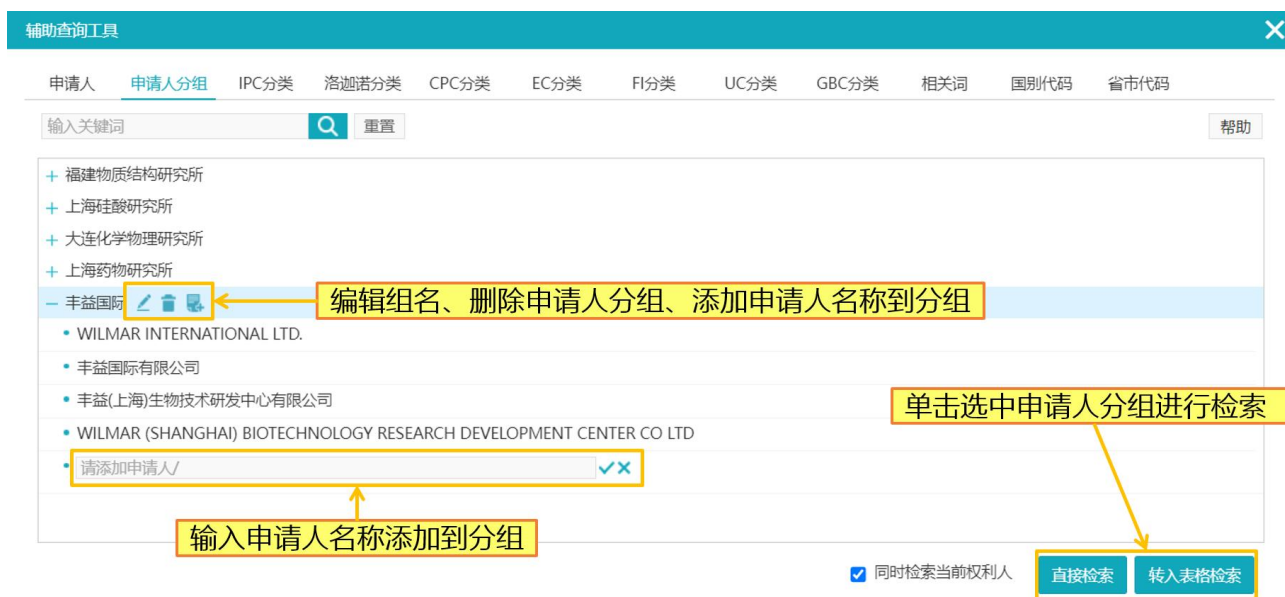 辅助查询工具
申请人 申请人分组 IPC分类 洛迦诺分类 CPC分类 EC分类 FI分类 UC分类 GBC分类 相关词 国别代码 省市代码
输入关键词 重置 帮助
+ 福建物质结构研究所
+ 上海硅酸研究所
+ 大连化学物理研究所
+ 上海药物研究所
- 丰益国际 编辑组名、删除申请人分组、添加申请人名称到分组
• WILMAR INTERNATIONAL LTD.
• 丰益国际有限公司
• 丰益(上海)生物技术研发中心有限公司
单击选中申请人分组进行检索
• WILMAR (SHANGHAI) BIOTECHNOLOGY RESEARCH DEVELOPMENT CENTER CO LTD
• 请添加申请人/
输入申请人名称添加到分组
同时检索当前权利人 直接检索 转入表格检索